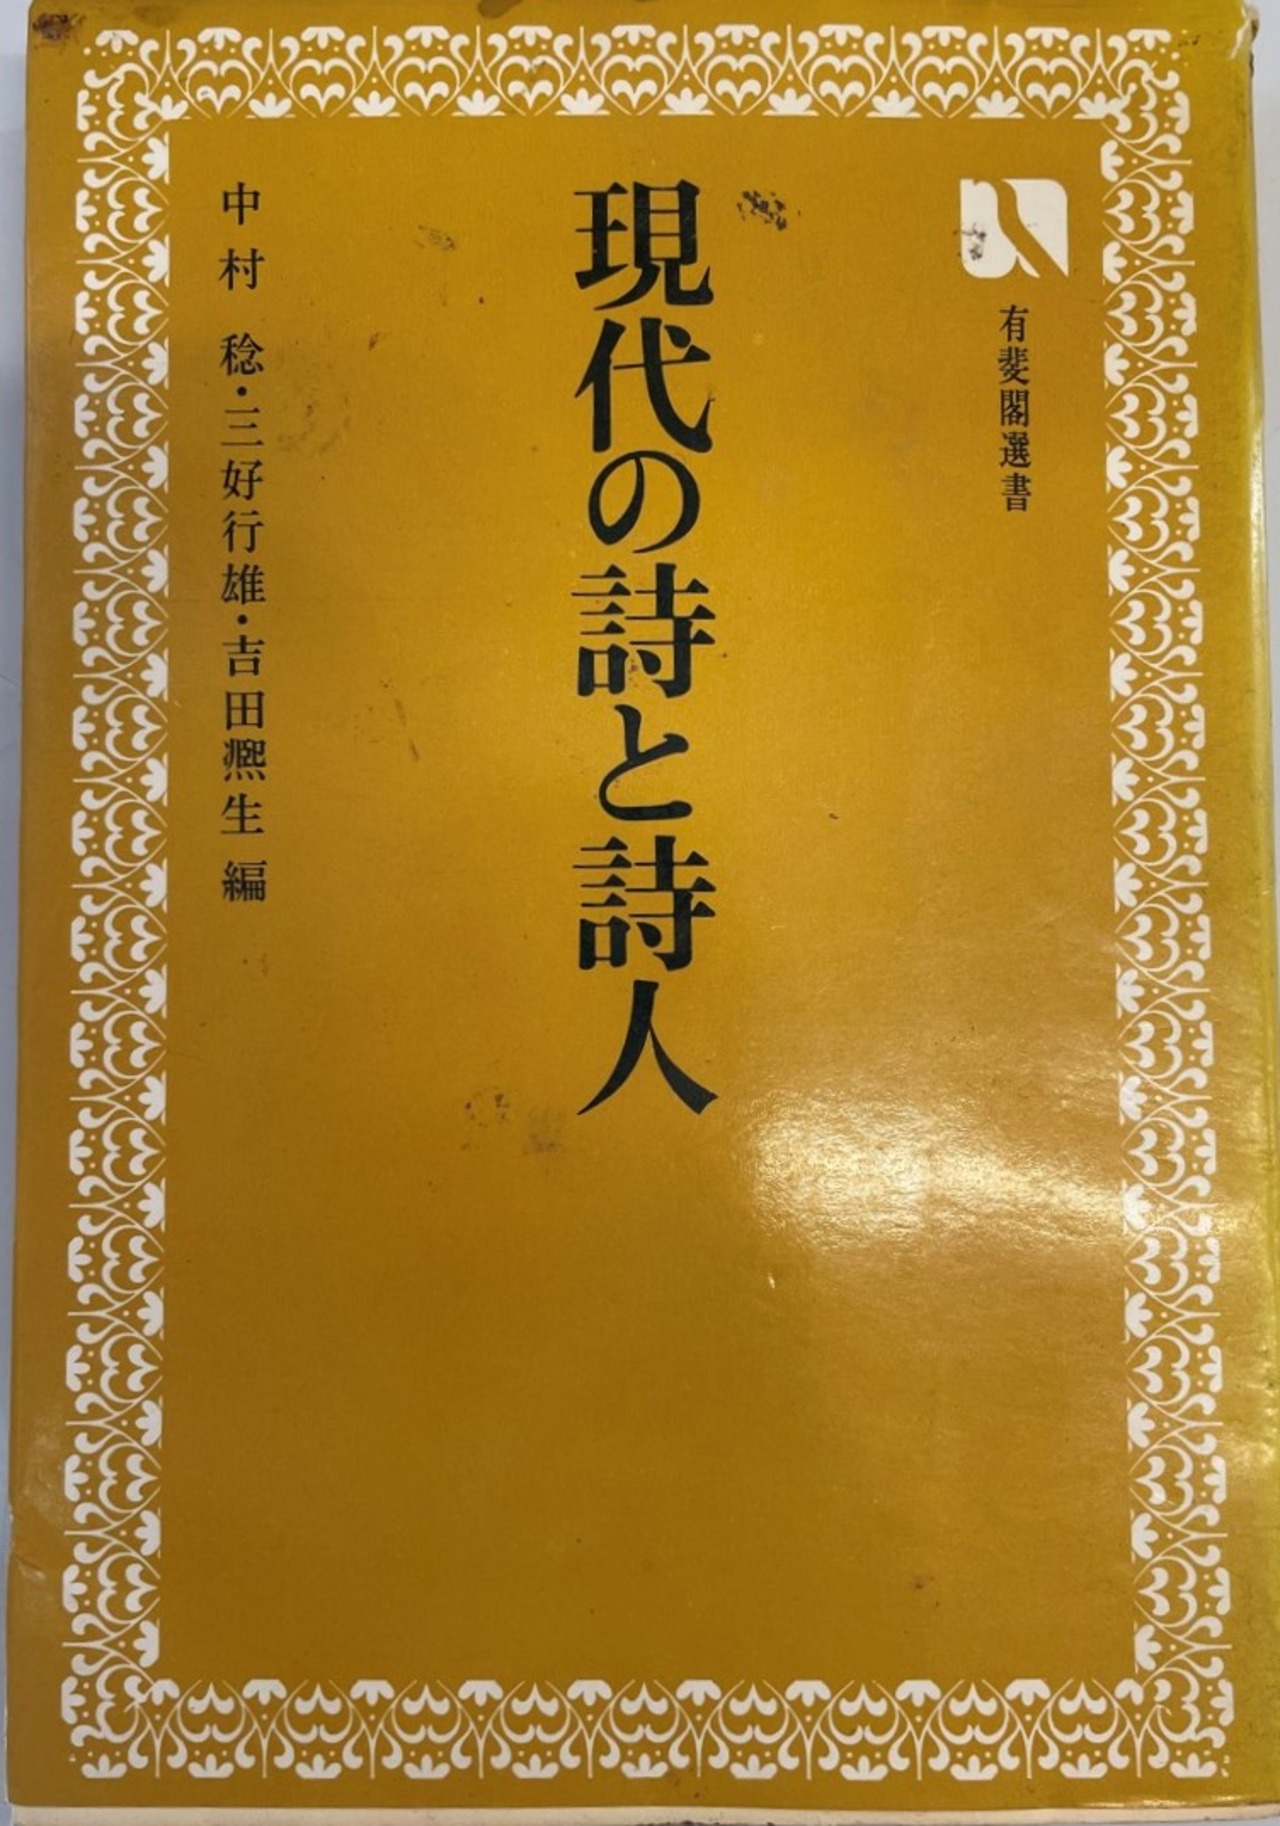 有斐閣選書
現代の詩と詩人
中村 稔・三好行雄・吉田凞生 編